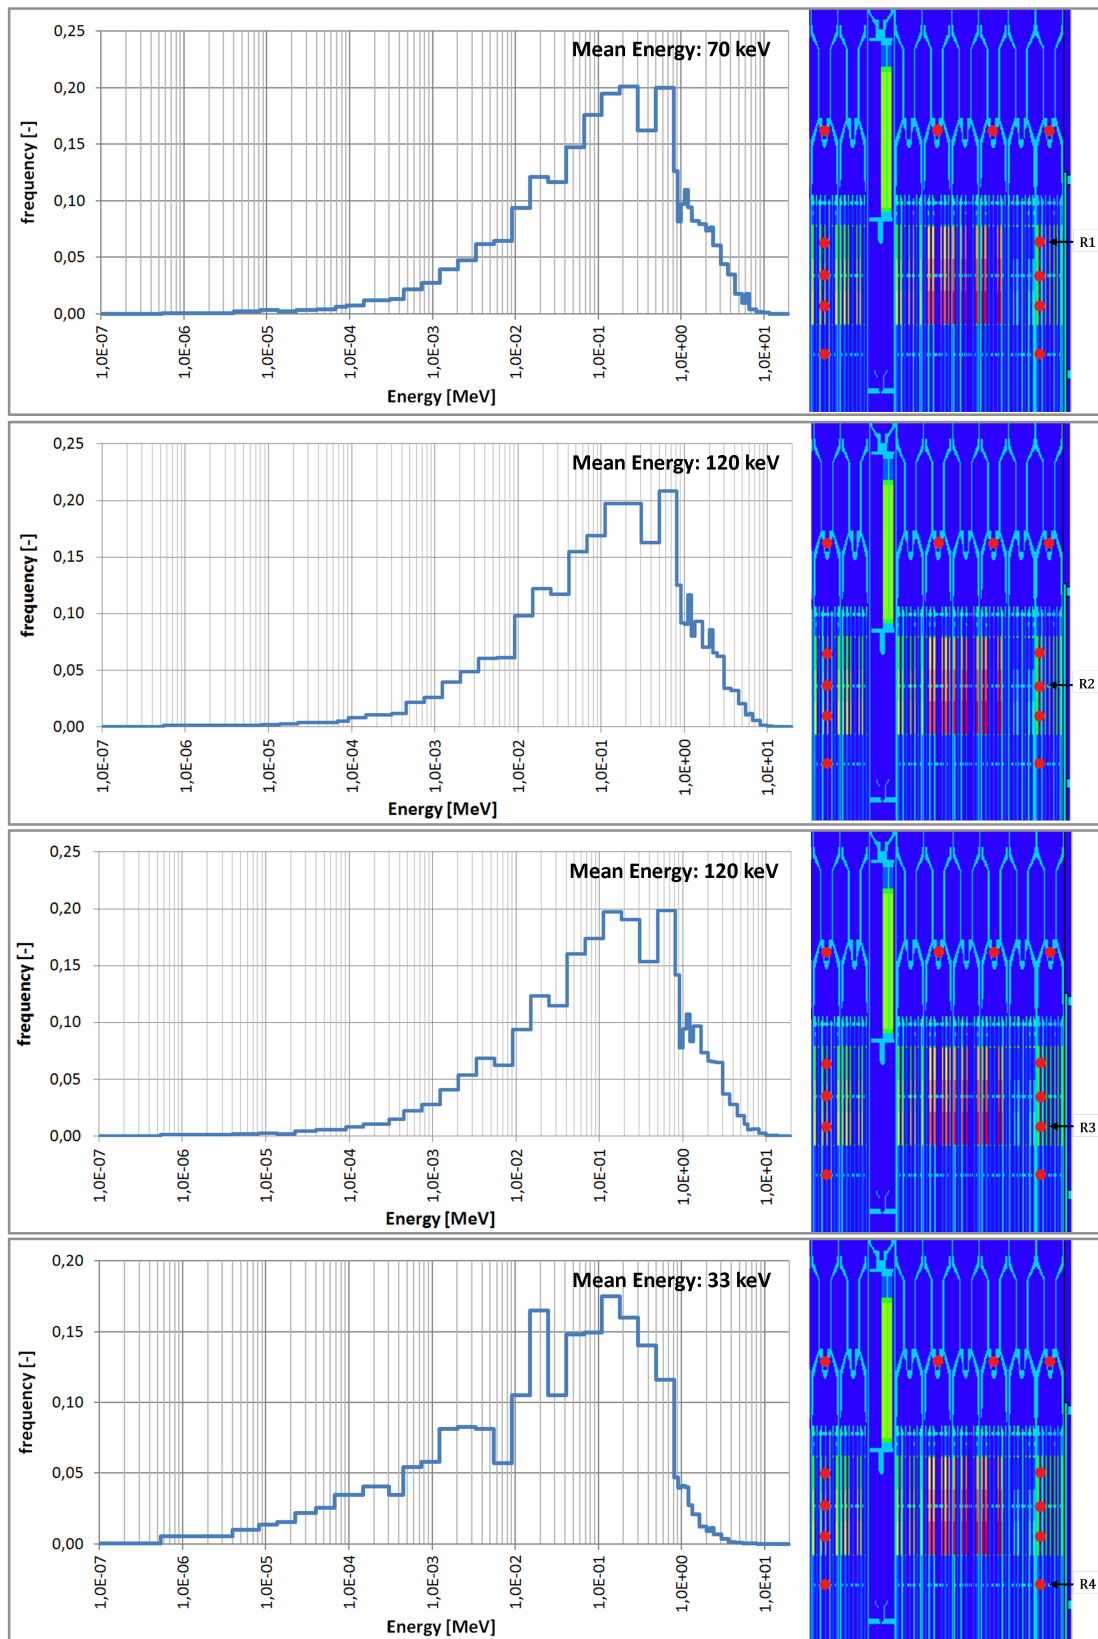 Mean Energy: 70 keV
frequency [-]
0,25
0,20
0,15
0,10
0,05
0,00
1,0E-07
1,0E-06
1,0E-05
1,0E-04
1,0E-03
1,0E-02
1,0E-01
1,0E+00
1,0E+01
Energy [MeV]
R1
Mean Energy: 120 keV
frequency [-]
0,25
0,20
0,15
0,10
0,05
0,00
1,0E-07
1,0E-06
1,0E-05
1,0E-04
1,0E-03
1,0E-02
1,0E-01
1,0E+00
1,0E+01
Energy [MeV]
R2
Mean Energy: 120 keV
frequency [-]
0,25
0,20
0,15
0,10
0,05
0,00
1,0E-07
1,0E-06
1,0E-05
1,0E-04
1,0E-03
1,0E-02
1,0E-01
1,0E+00
1,0E+01
Energy [MeV]
R3
Mean Energy: 33 keV
frequency [-]
0,20
0,15
0,10
0,05
0,00
1,0E-07
1,0E-06
1,0E-05
1,0E-04
1,0E-03
1,0E-02
1,0E-01
1,0E+00
1,0E+01
Energy [MeV]
R4